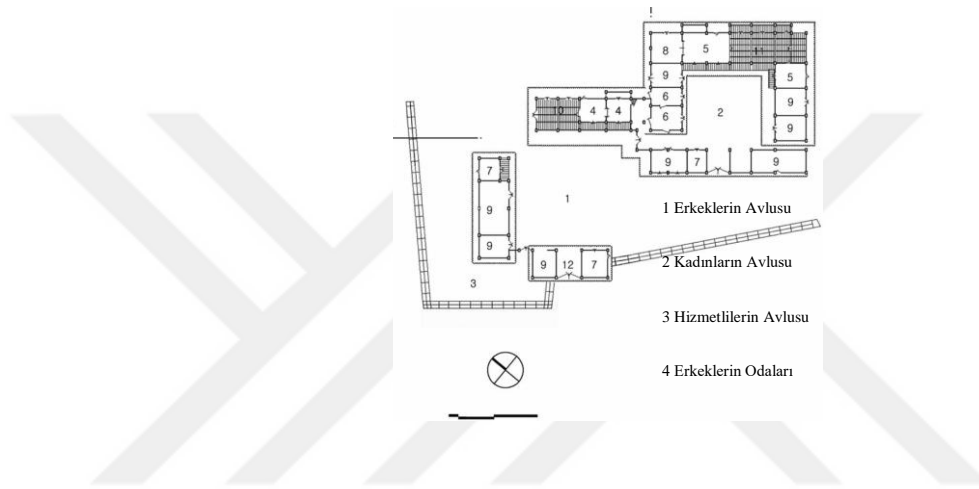 8 5 11
5
9
6
9
2
10 4 4
6
9
9 7 9
7
1
1 Erkeklerin Avlusu
9
9
9 12 7
2 Kadınların Avlusu
3
3 Hizmetlilerin Avlusu
4 Erkeklerin Odaları